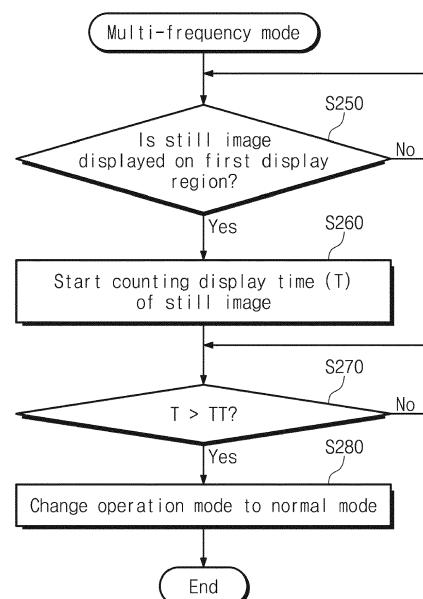 Multi-frequency mode
S250
Is still image
displayed on first display
region?
No
Yes
S260
Start counting display time (T)
of still image
S270
T > TT?
No
Yes
S280
Change operation mode to normal mode
End